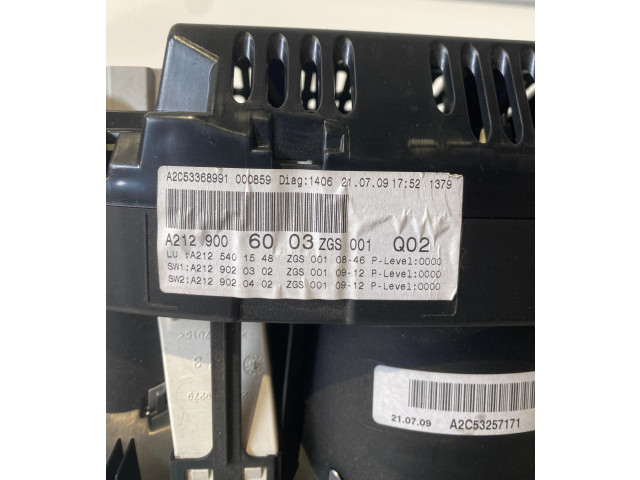 A2C53368991 000859 Diag:1406 21.07.09 17:52 1379
A212 900 60 03 ZGS 001 Q02
LU :A212 540 15 48 ZGS 001 08-46 P-Level:0000
SW1:A212 902 03 02 ZGS 001 09-12 P-Level:0000
SW2:A212 902 04 02 ZGS 001 09-12 P-Level:0000
21.07.09 A2C53257171